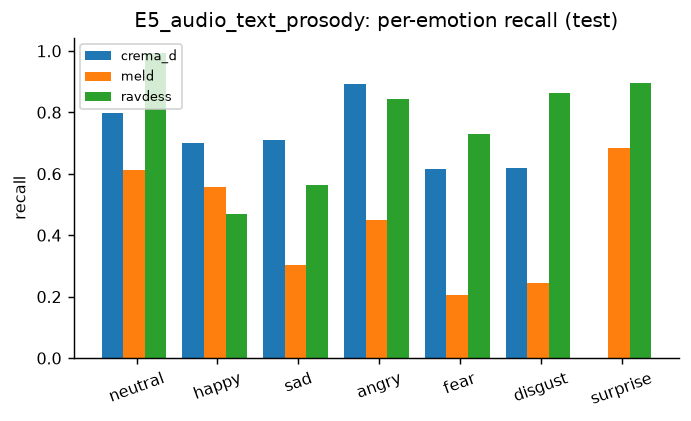 E5_audio_text_prosody: per-emotion recall (test)
crema_d
meld
ravdess
recall
1.0
0.8
0.6
0.4
0.2
0.0
neutral happy sad angry fear disgust surprise